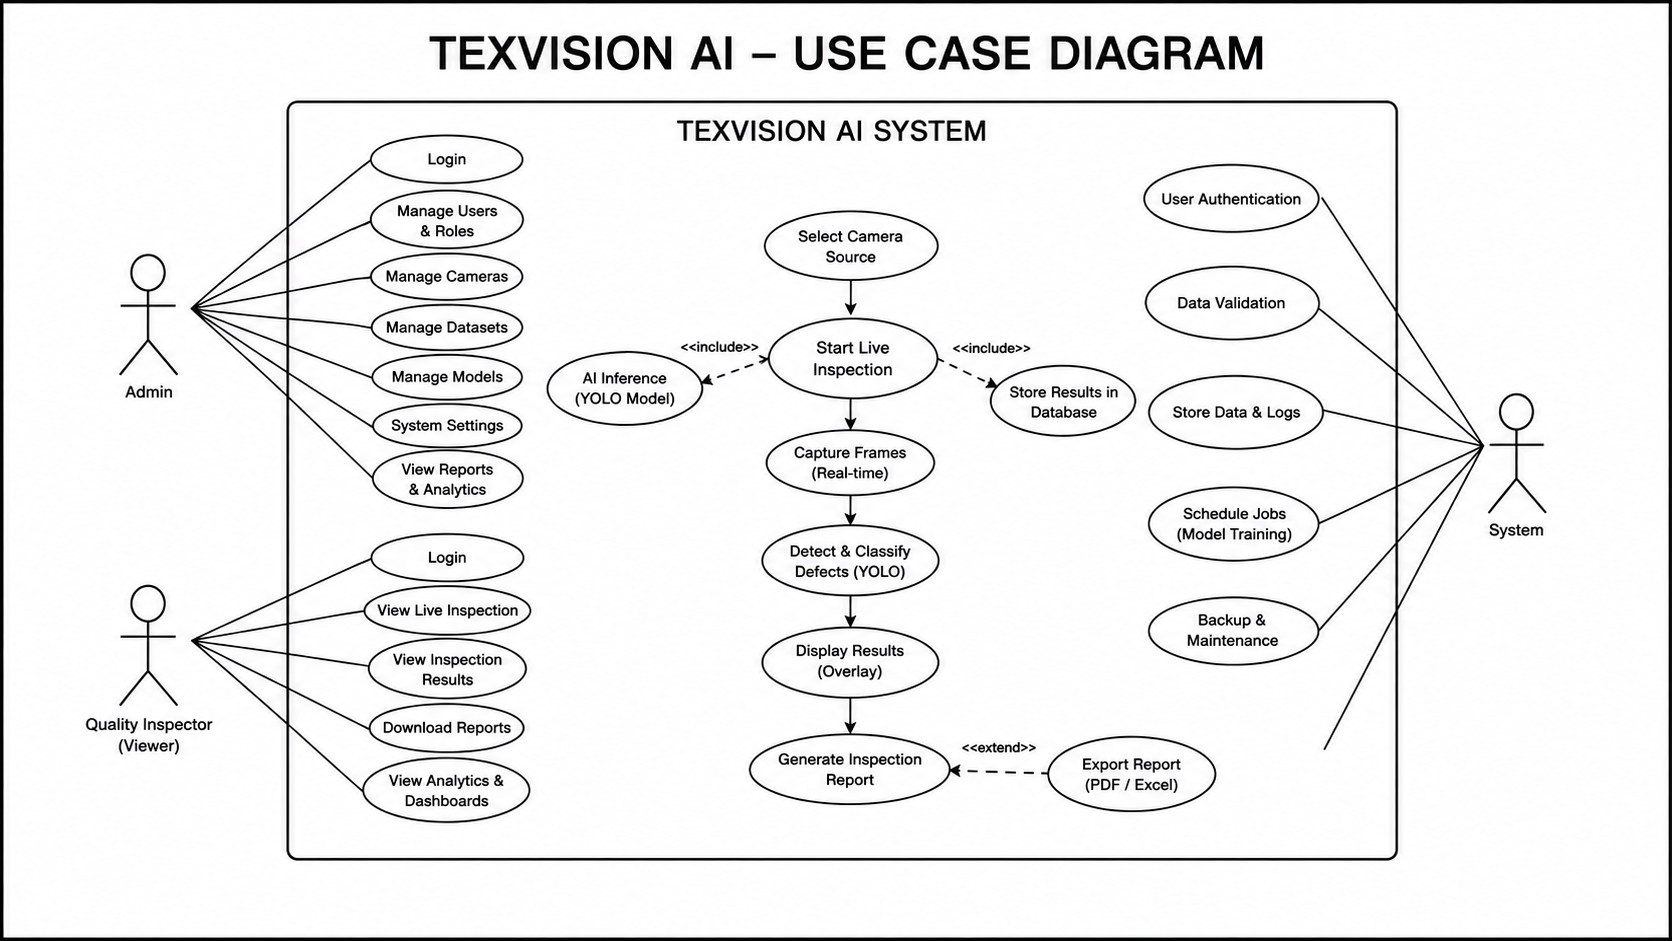 TEXVISION AI – USE CASE DIAGRAM
TEXVISION AI SYSTEM
Admin
Login
Manage Users
& Roles
Manage Cameras
Manage Datasets
Manage Models
System Settings
View Reports
& Analytics
Quality Inspector
(Viewer)
Login
View Live Inspection
View Inspection
Results
Download Reports
View Analytics &
Dashboards
Select Camera
Source
Start Live
Inspection
<<include>>
AI Inference
(YOLO Model)
<<include>>
Store Results in
Database
Capture Frames
(Real-time)
Detect & Classify
Defects (YOLO)
Display Results
(Overlay)
Generate Inspection
Report
<<extend>>
Export Report
(PDF / Excel)
User Authentication
Data Validation
Store Data & Logs
Schedule Jobs
(Model Training)
Backup &
Maintenance
System